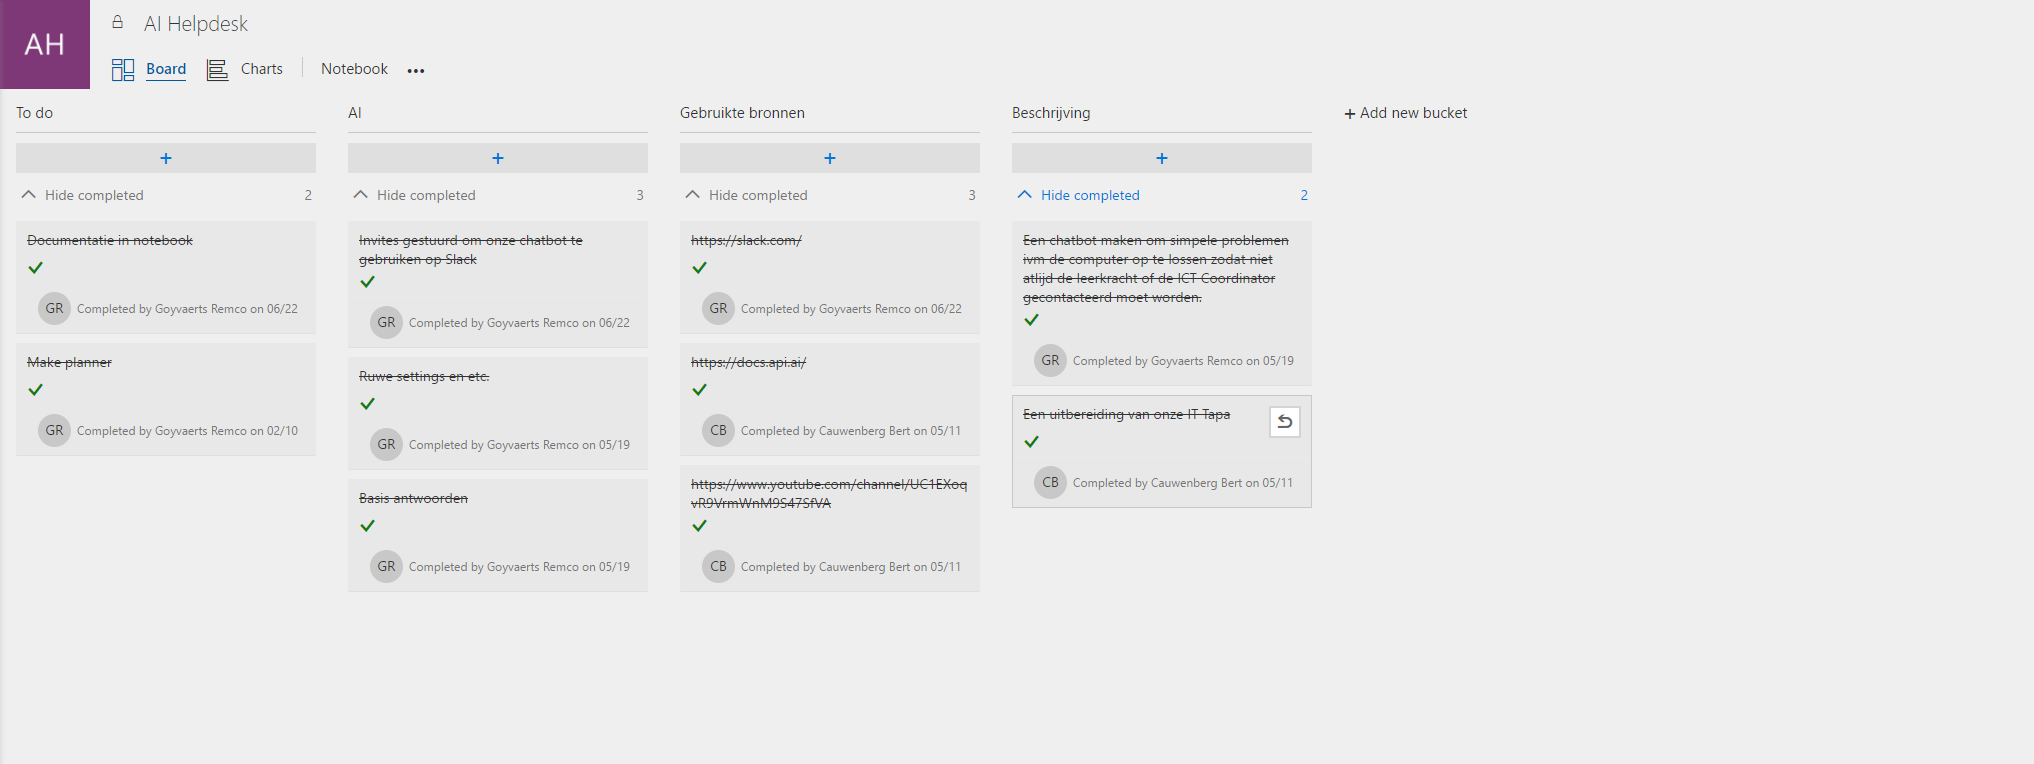 AH
AI Helpdesk
Board
Charts
Notebook
To do
Hide completed 2
Documentatie in notebook
GR Completed by Goyvaerts Remco on 06/22
Make planner
GR Completed by Goyvaerts Remco on 02/10
AI
Hide completed 3
Invites gestuurd om onze chatbot te
gebruiken op Slack
GR Completed by Goyvaerts Remco on 06/22
Ruwe settings en etc.
GR Completed by Goyvaerts Remco on 05/19
Basis antwoorden
GR Completed by Goyvaerts Remco on 05/19
Gebruikte bronnen
Hide completed 3
https://slack.com/
GR Completed by Goyvaerts Remco on 06/22
https://docs.api.ai/
CB Completed by Cauwenberg Bert on 05/11
https://www.youtube.com/channel/UC1EXoq
vR9VrmWnM9S47SfVA
CB Completed by Cauwenberg Bert on 05/11
Beschrijving
Hide completed 2
Een chatbot maken om simpele problemen
ivm de computer op te lossen zodat niet
atlijd de leerkracht of de ICT Coordinator
gecontacteerd moet worden.
GR Completed by Goyvaerts Remco on 05/19
Een uitbereiding van onze IT Tapa
CB Completed by Cauwenberg Bert on 05/11
+ Add new bucket